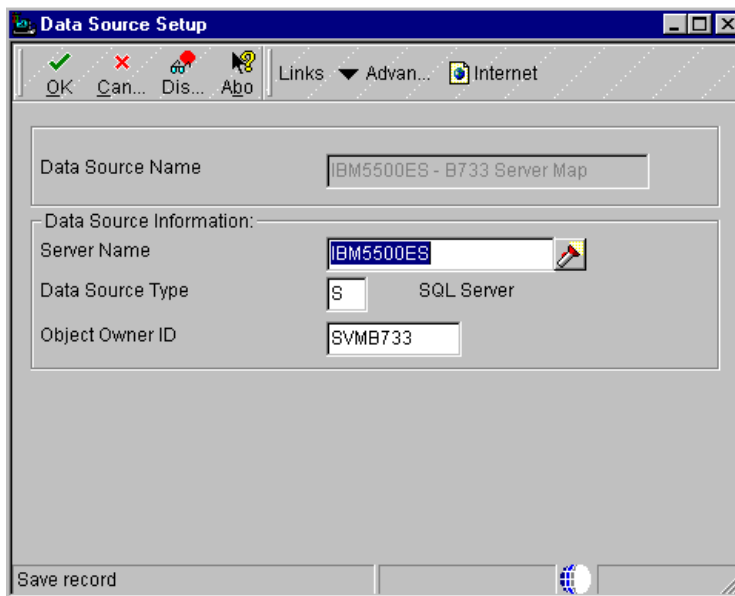 Data Source Setup
OK Can... Dis... Abo Links Advan... Internet
Data Source Name IBM5500ES - B733 Server Map
Data Source Information:
Server Name IBM5500ES
Data Source Type S SQL Server
Object Owner ID SVMB733
Save record